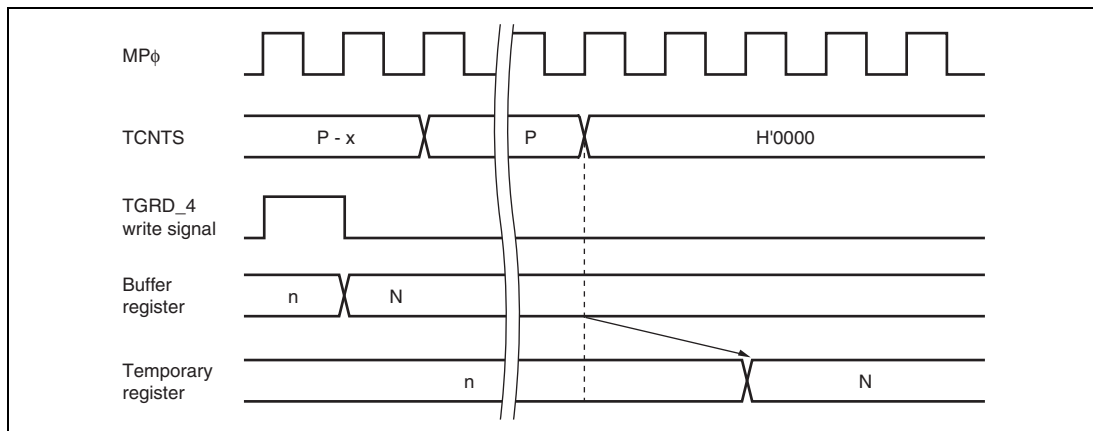 MPϕ
TCNTS
P - x
P
H'0000
TGRD_4
write signal
Buffer
register
n
N
Temporary
register
n
N